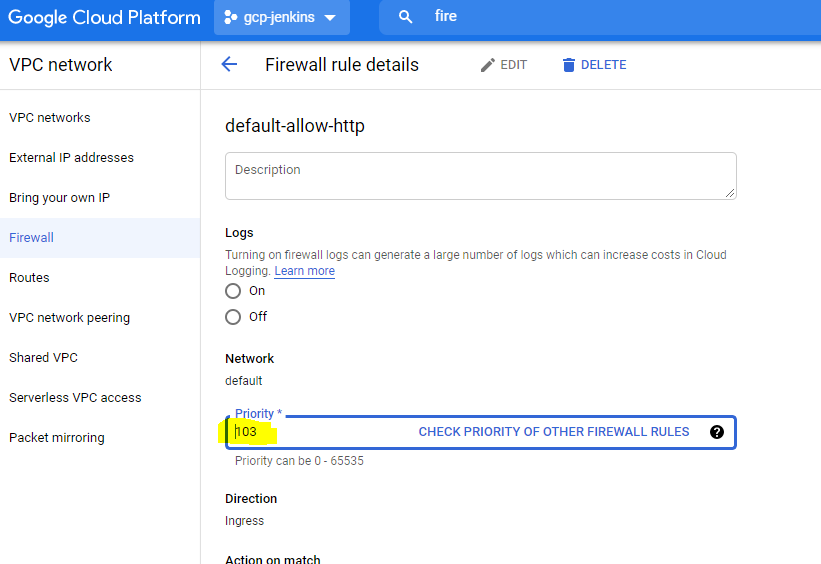 Google Cloud Platform
gcp-jenkins
fire
VPC network
Firewall rule details
EDIT
DELETE
VPC networks
External IP addresses
Bring your own IP
Firewall
Routes
VPC network peering
Shared VPC
Serverless VPC access
Packet mirroring
default-allow-http
Description
Logs
Turning on firewall logs can generate a large number of logs which can increase costs in Cloud
Logging. Learn more
On
Off
Network
default
Priority *
103
CHECK PRIORITY OF OTHER FIREWALL RULES
?
Priority can be 0 - 65535
Direction
Ingress
Action on match